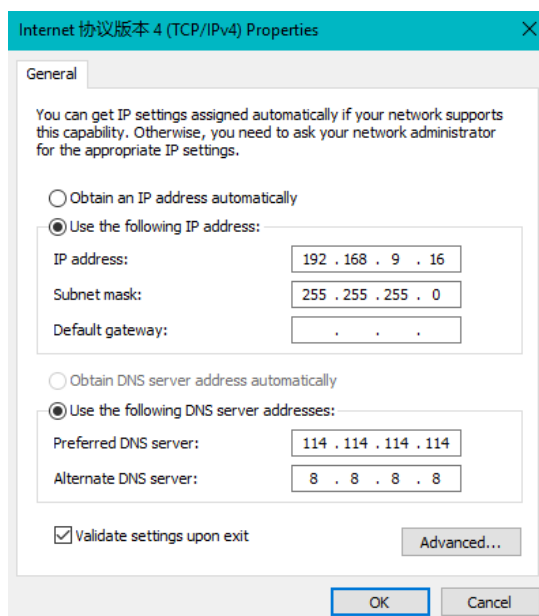 Internet 协议版本 4 (TCP/IPv4) Properties
General
You can get IP settings assigned automatically if your network supports
this capability. Otherwise, you need to ask your network administrator
for the appropriate IP settings.
Obtain an IP address automatically
Use the following IP address:
IP address: 192 . 168 . 9 . 16
Subnet mask: 255 . 255 . 255 . 0
Default gateway: . . .
Obtain DNS server address automatically
Use the following DNS server addresses:
Preferred DNS server: 114 . 114 . 114 . 114
Alternate DNS server: 8 . 8 . 8 . 8
Validate settings upon exit
Advanced...
OK Cancel